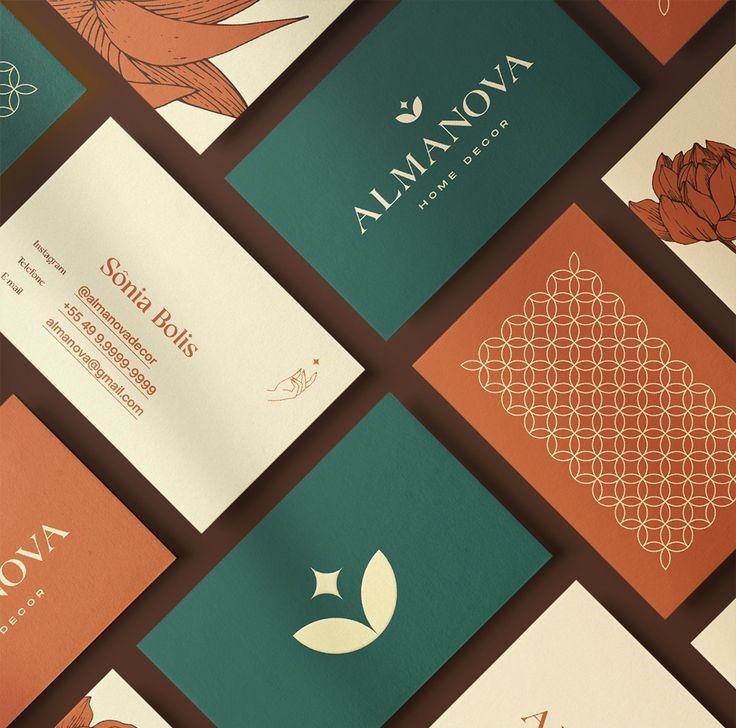 ALMANOVA
HOME DECOR
Sônia Bolis
Instagram
@almanovadecor
Telefone
+55 49 9.9999-9999
E-mail
almanova@gmail.com
NOVA
DECOR
A